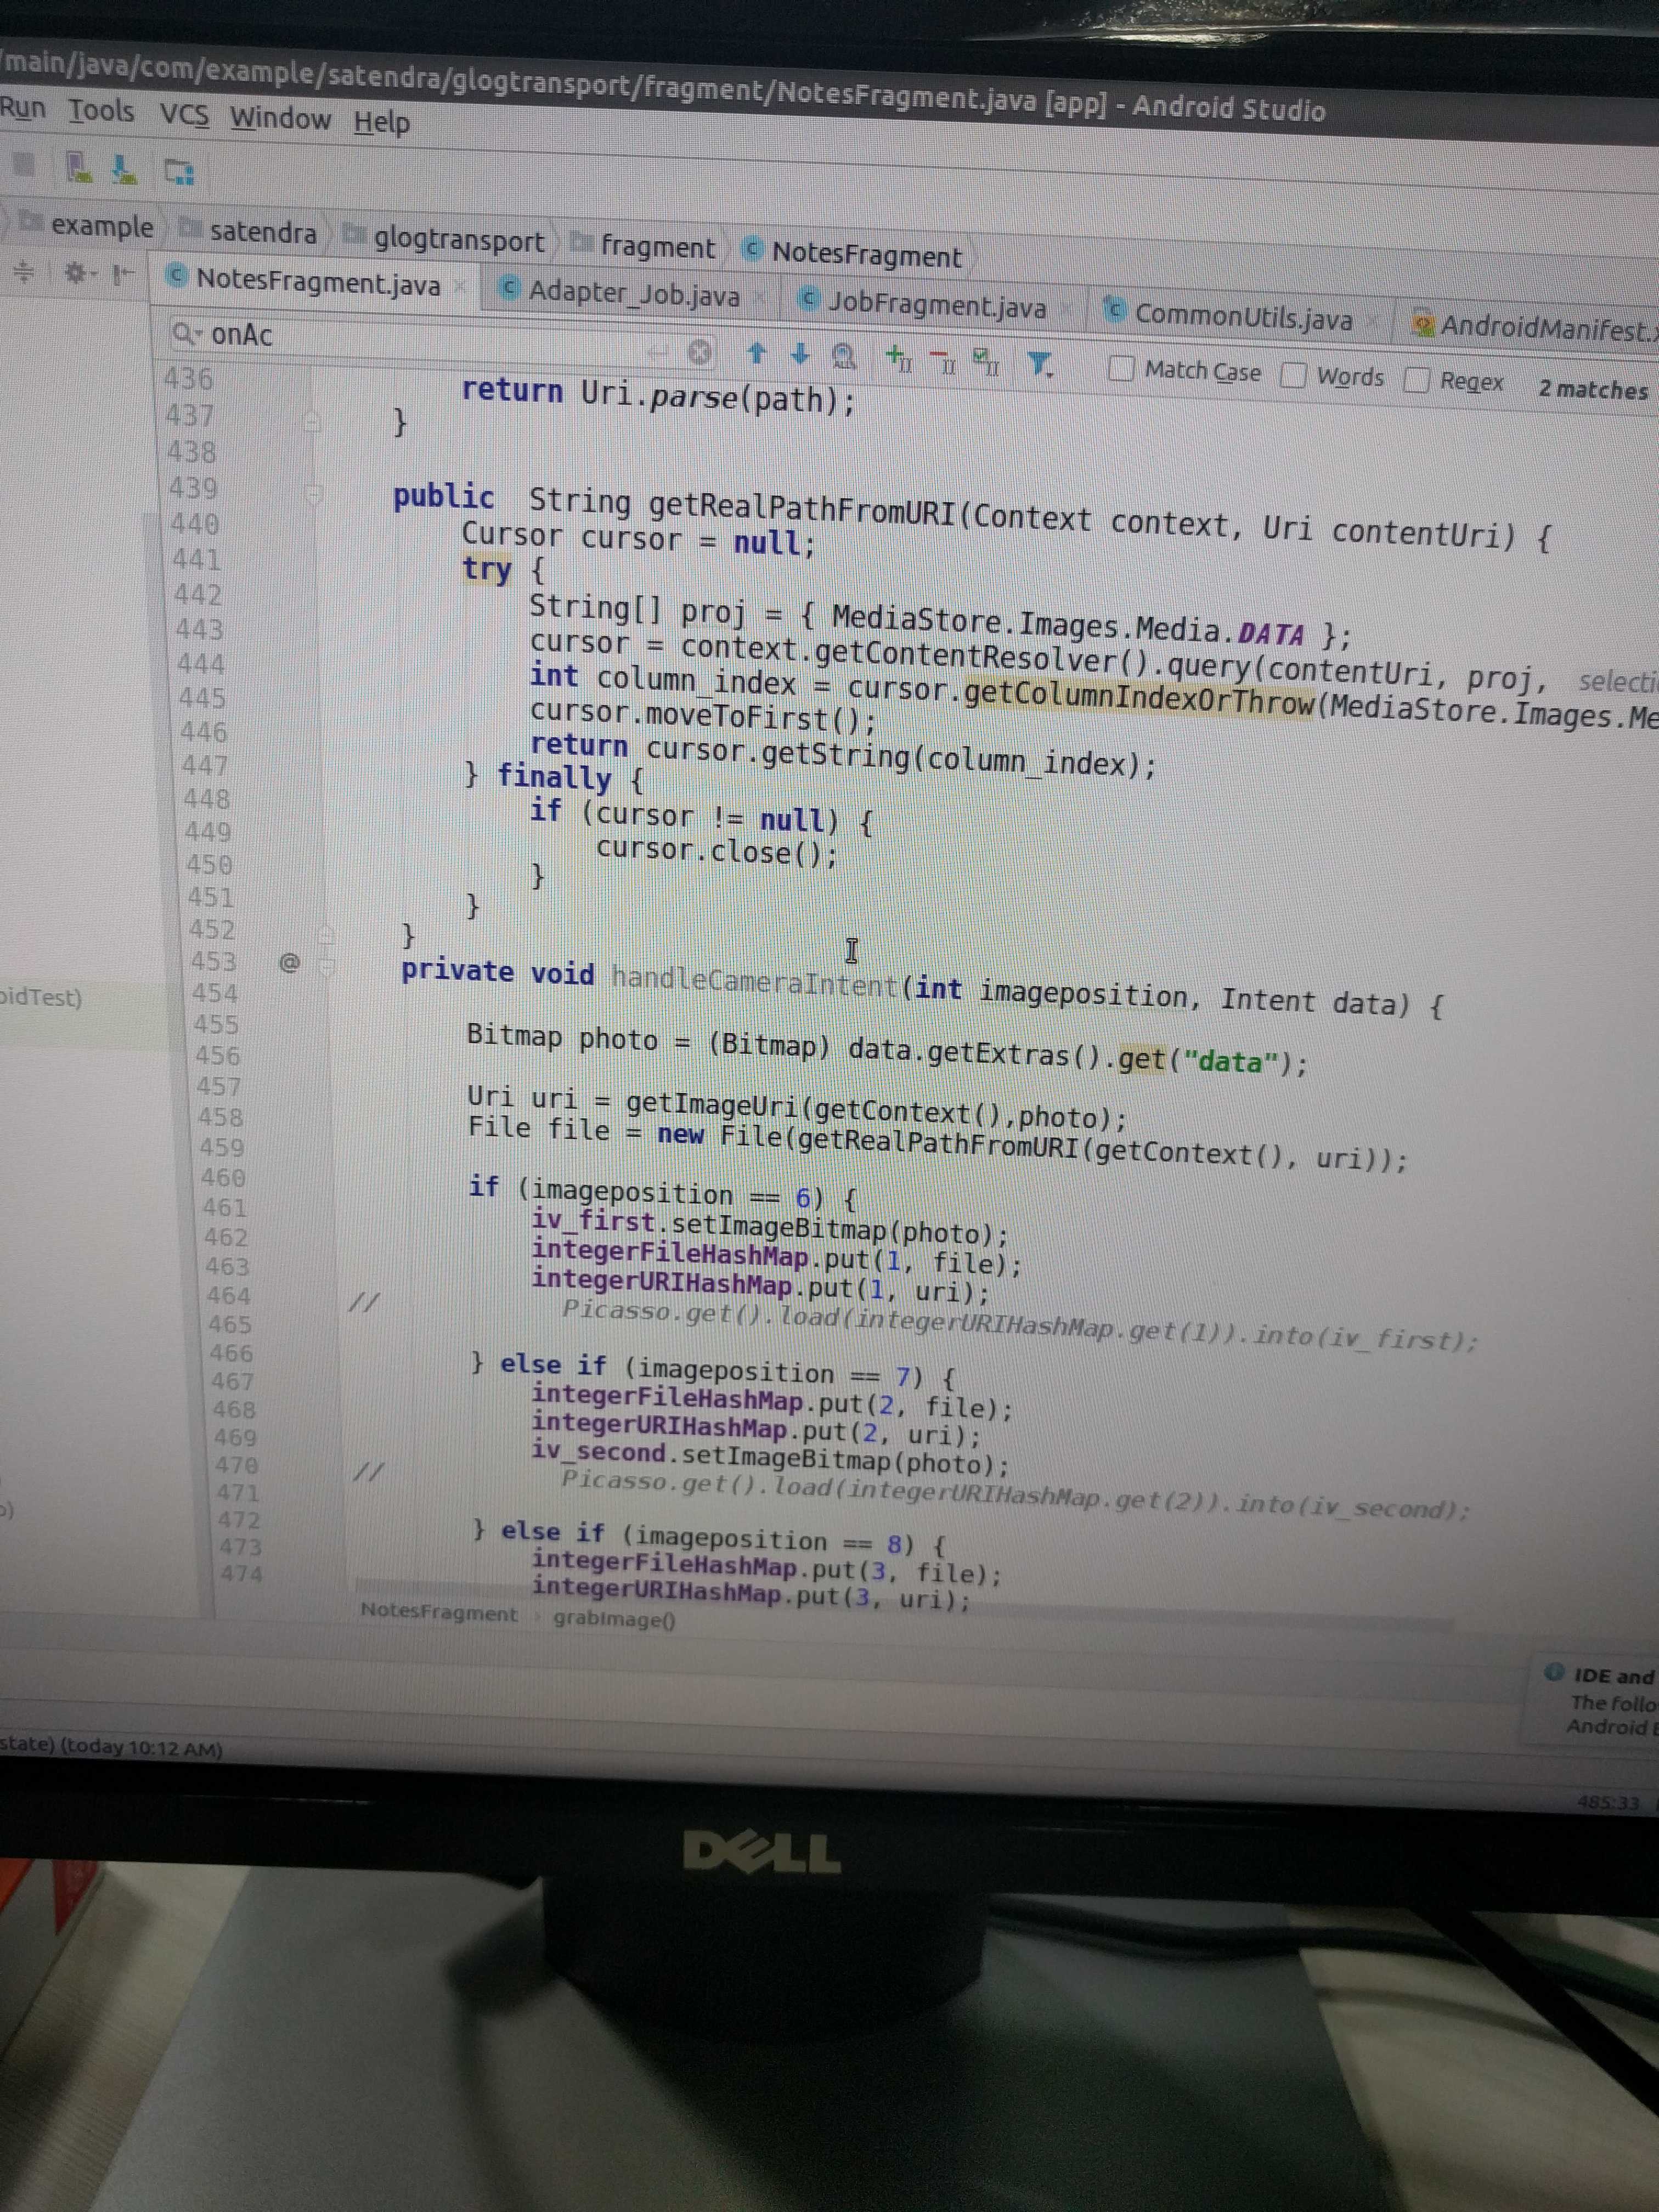 /main/java/com/example/satendra/glogtransport/fragment/NotesFragment.java [app] - Android Studio
Run Tools VCS Window Help
example satendra glogtransport fragment NotesFragment
NotesFragment.java Adapter_Job.java JobFragment.java CommonUtils.java AndroidManifest.x
onAc Match Case Words Regex 2 matches
436 return Uri.parse(path);
437 }
438
439 public String getRealPathFromURI(Context context, Uri contentUri) {
440 Cursor cursor = null;
441 try {
442 String[] proj = { MediaStore.Images.Media.DATA };
443 cursor = context.getContentResolver().query(contentUri, proj, selecti
444 int column_index = cursor.getColumnIndexOrThrow(MediaStore.Images.Me
445 cursor.moveToFirst();
446 return cursor.getString(column_index);
447 } finally {
448 if (cursor != null) {
449 cursor.close();
450 }
451 }
452 }
453 @ private void handleCameraIntent(int imageposition, Intent data) {
454
455 Bitmap photo = (Bitmap) data.getExtras().get("data");
456
457 Uri uri = getImageUri(getContext(),photo);
458 File file = new File(getRealPathFromURI(getContext(), uri));
459
460 if (imageposition == 6) {
461 iv_first.setImageBitmap(photo);
462 integerFileHashMap.put(1, file);
463 integerURIHashMap.put(1, uri);
464 // Picasso.get().load(integerURIHashMap.get(1)).into(iv_first);
465
466 } else if (imageposition == 7) {
467 integerFileHashMap.put(2, file);
468 integerURIHashMap.put(2, uri);
469 iv_second.setImageBitmap(photo);
470 // Picasso.get().load(integerURIHashMap.get(2)).into(iv_second);
471
472 } else if (imageposition == 8) {
473 integerFileHashMap.put(3, file);
474 integerURIHashMap.put(3, uri);
oidTest)
NotesFragment grabImage()
IDE and
The follo
Android
state) (today 10:12 AM)
485:33
DELL